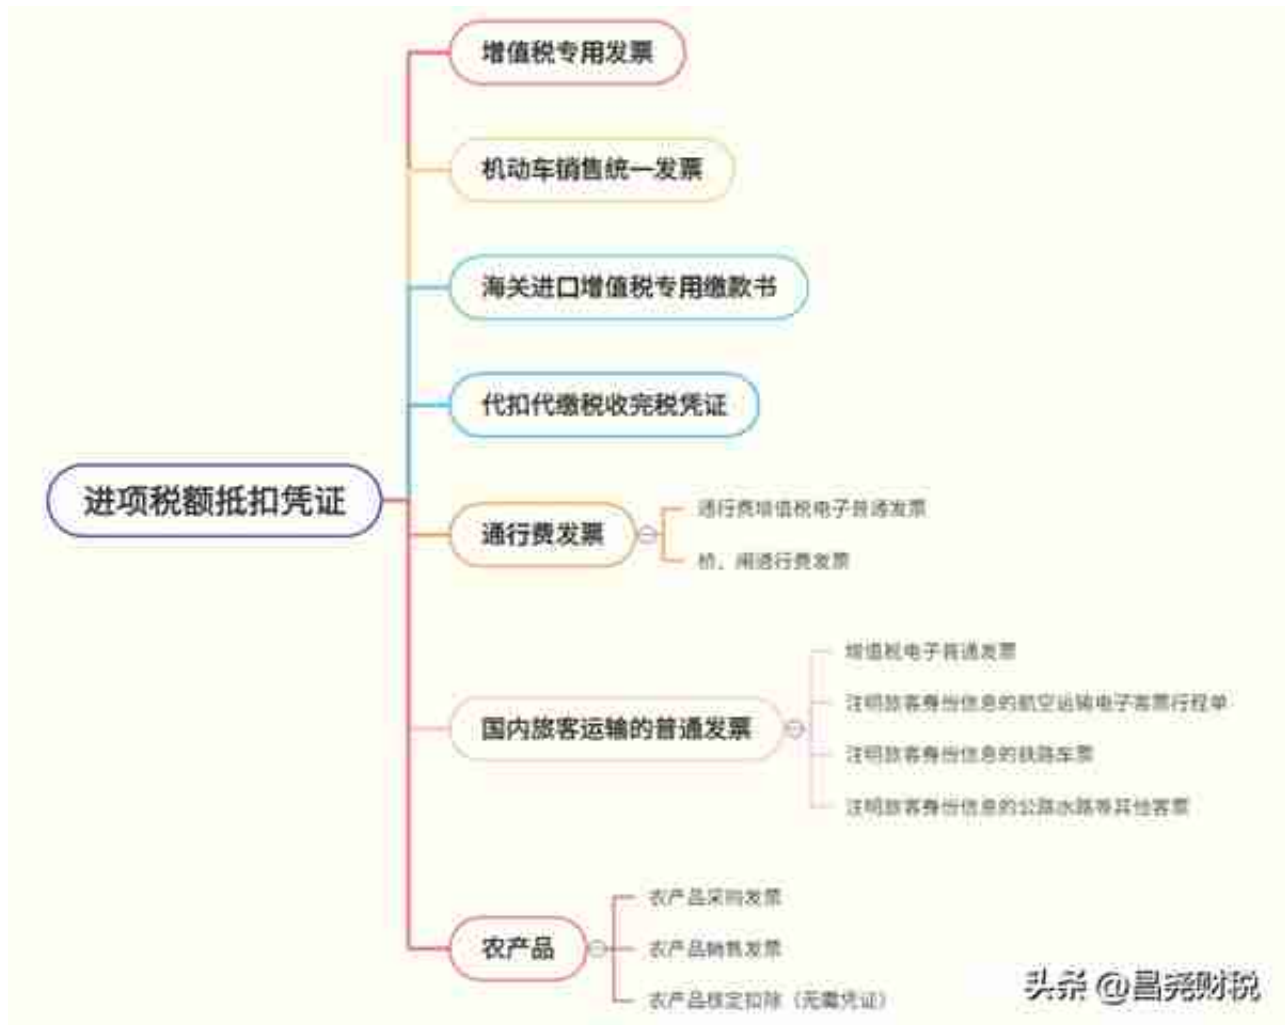 增值税专用发票
机动车销售统一发票
海关进口增值税专用缴款书
代扣代缴税收完税凭证
进项税额抵扣凭证
通行费发票
通行费增值税电子普通发票
桥、闸通行费发票
国内旅客运输的普通发票
增值税电子普通发票
注明旅客身份信息的航空运输电子客票行程单
注明旅客身份信息的铁路车票
注明旅客身份信息的公路水路等其他客票
农产品
农产品采购发票
农产品销售发票
农产品核定扣除（无需凭证）
头条 @昌尧财税